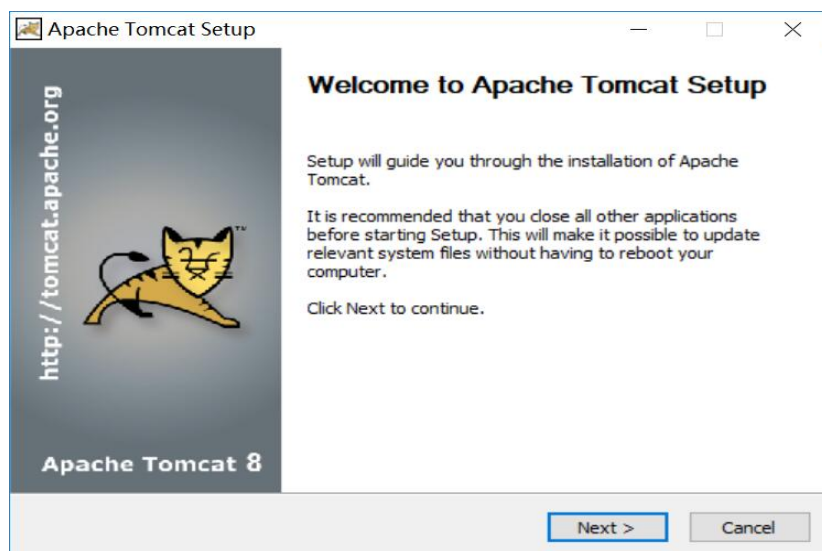 Apache Tomcat Setup
http://tomcat.apache.org
TM
Apache Tomcat 8
Welcome to Apache Tomcat Setup
Setup will guide you through the installation of Apache
Tomcat.
It is recommended that you close all other applications
before starting Setup. This will make it possible to update
relevant system files without having to reboot your
computer.
Click Next to continue.
Next >
Cancel